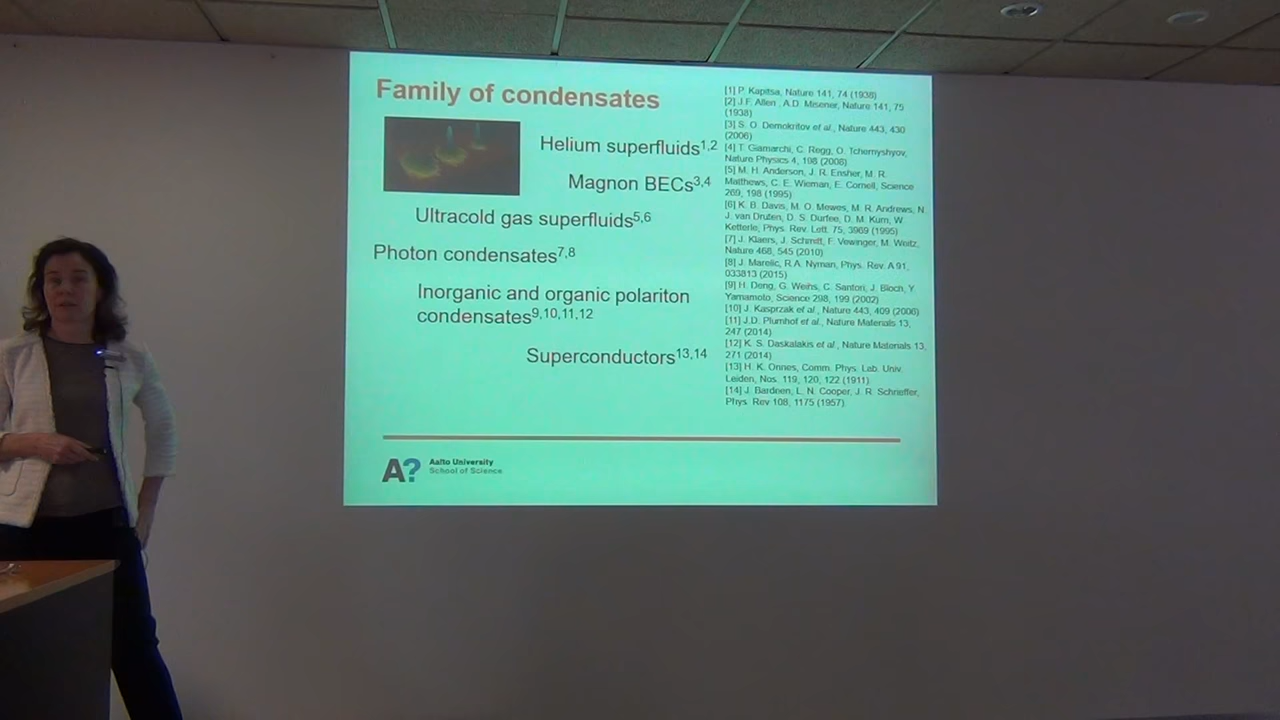 Family of condensates
Helium superfluids1,2
Magnon BECs3,4
Ultracold gas superfluids5,6
Photon condensates7,8
Inorganic and organic polariton
condensates9,10,11,12
Superconductors13,14
[1] P. Kapitsa, Nature 141, 74 (1938)
[2] J.F. Allen , A.D. Misener, Nature 141, 75
(1938)
[3] S. O. Demokritov et al., Nature 443, 430
(2006)
[4] T. Giamarchi, C. Regg, O. Tchernyshyov,
Nature Physics 4, 198 (2008)
[5] M. H. Anderson, J. R. Ensher, M. R.
Matthews, C. E. Wieman, E. Cornell, Science
269, 198 (1995)
[6] K. B. Davis, M. O. Mewes, M. R. Andrews, N.
J. van Druten, D. S. Durfee, D. M. Kurn, W.
Ketterle, Phys. Rev. Lett. 75, 3969 (1995)
[7] J. Klaers, J. Schmitt, F. Vewinger, M. Weitz,
Nature 468, 545 (2010)
[8] J. Marelic, R.A. Nyman, Phys. Rev. A 91,
033813 (2015)
[9] H. Deng, G. Weihs, C. Santori, J. Bloch, Y.
Yamamoto, Science 298, 199 (2002)
[10] J. Kasprzak et al., Nature 443, 409 (2006)
[11] J.D. Plumhof et al., Nature Materials 13,
247 (2014)
[12] K. S. Daskalakis et al., Nature Materials 13,
271 (2014)
[13] H. K. Onnes, Comm. Phys. Lab. Univ.
Leiden, Nos. 119, 120, 122 (1911)
[14] J. Bardeen, L. N. Cooper, J. R. Schrieffer,
Phys. Rev 108, 1175 (1957)
A?
Aalto University
School of Science